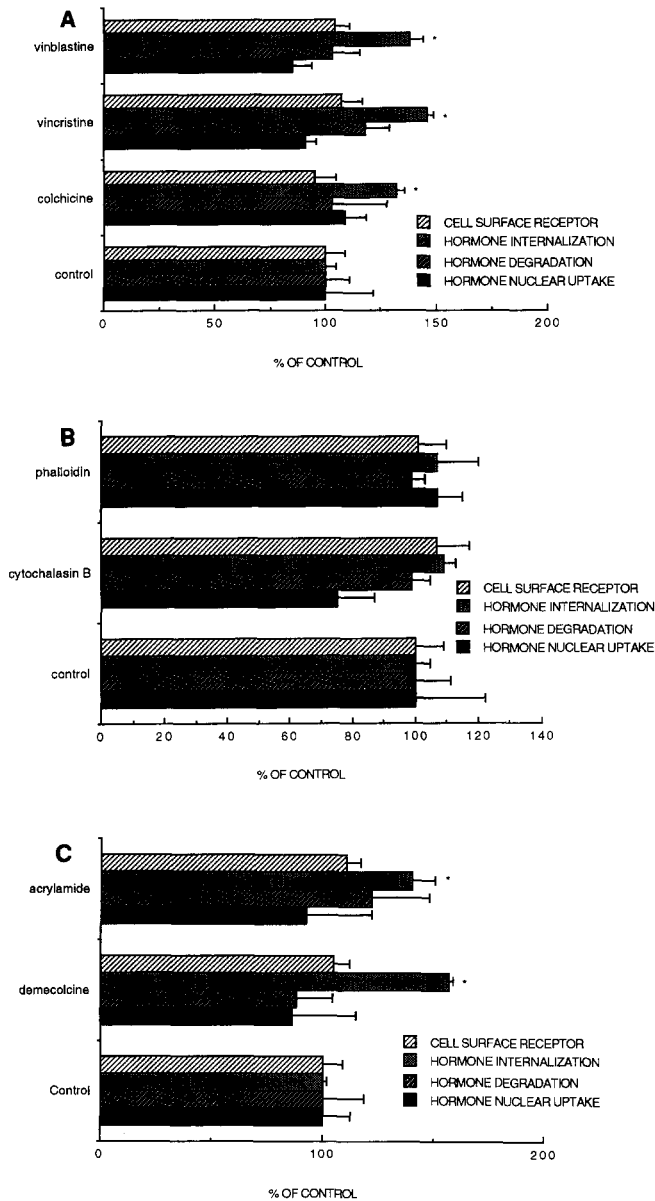 A
vinblastine
*
vincristine
*
colchicine
*
control
CELL SURFACE RECEPTOR
HORMONE INTERNALIZATION
HORMONE DEGRADATION
HORMONE NUCLEAR UPTAKE
0 50 100 150 200
% OF CONTROL
B
phalloidin
cytochalasin B
control
CELL SURFACE RECEPTOR
HORMONE INTERNALIZATION
HORMONE DEGRADATION
HORMONE NUCLEAR UPTAKE
0 20 40 60 80 100 120 140
% OF CONTROL
C
acrylamide
*
demecolcine
*
Control
CELL SURFACE RECEPTOR
HORMONE INTERNALIZATION
HORMONE DEGRADATION
HORMONE NUCLEAR UPTAKE
0 100 200
% OF CONTROL